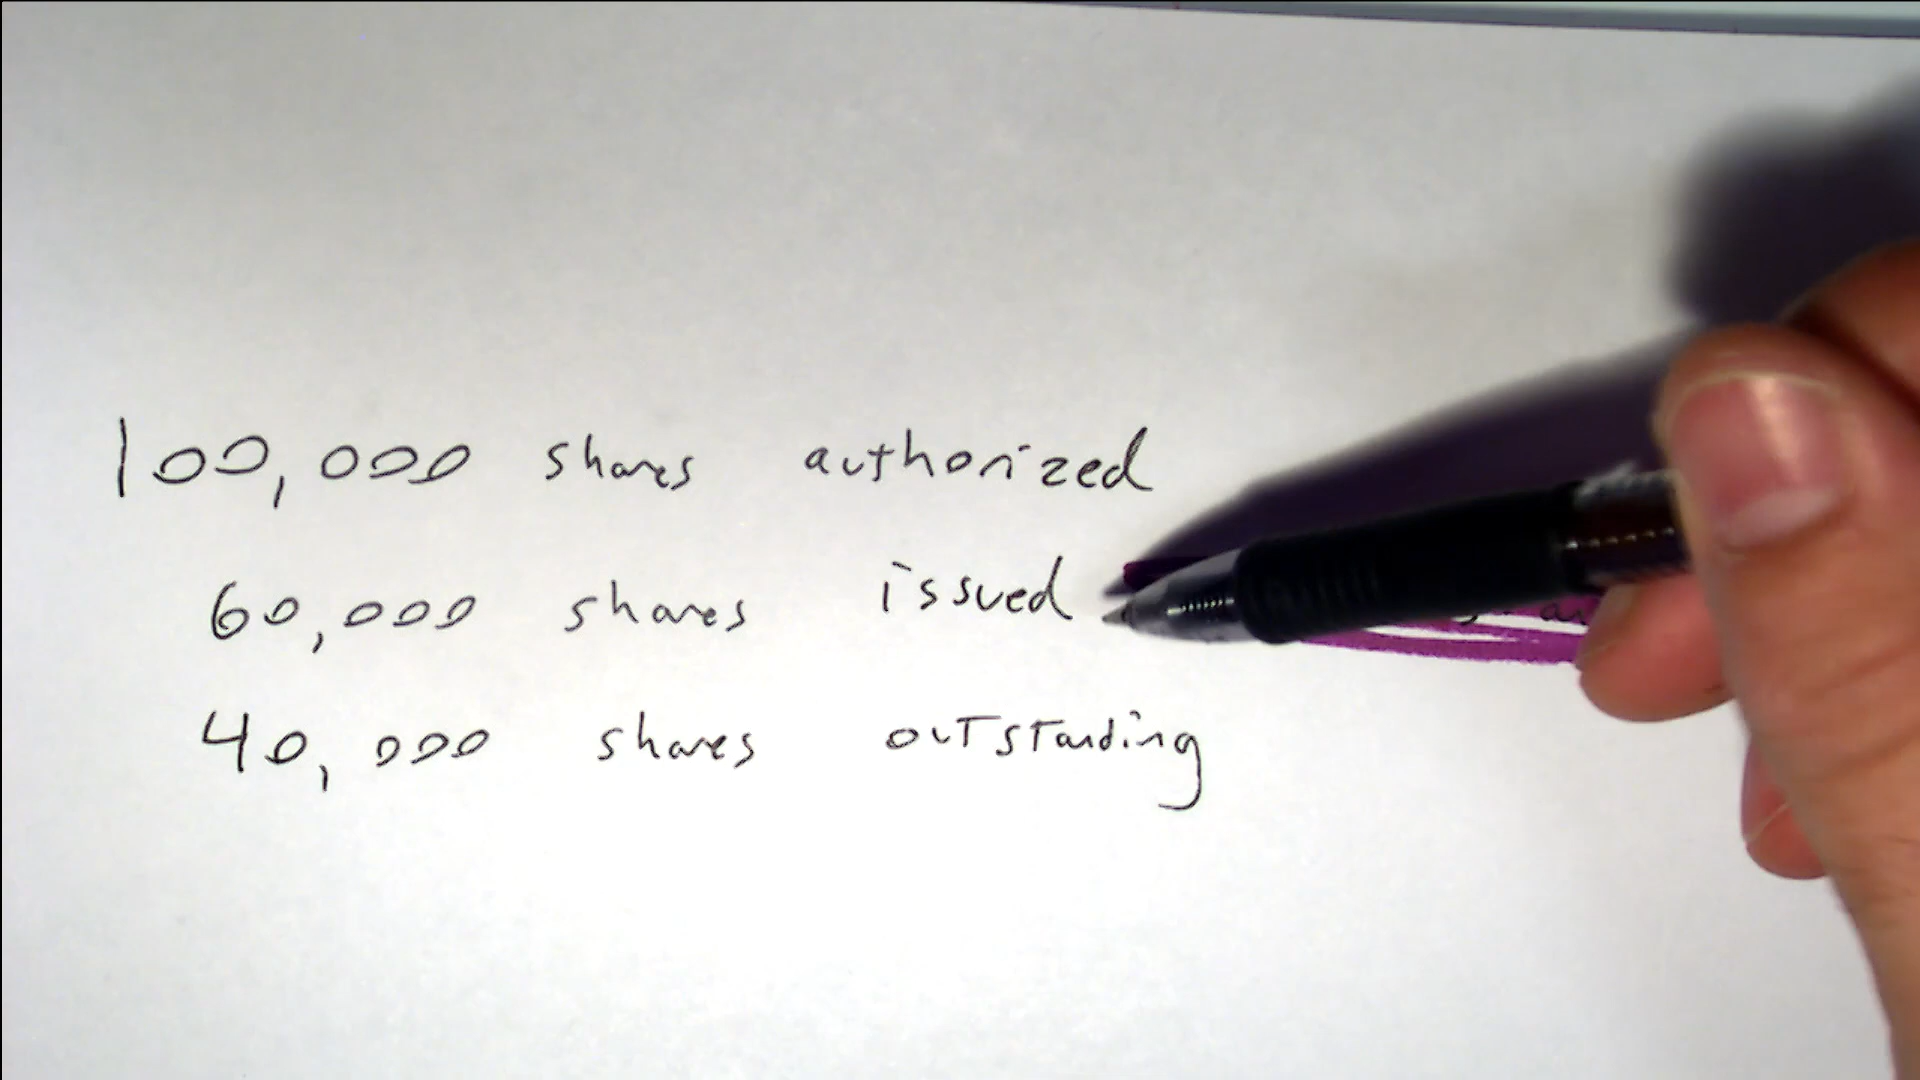 100,000 shares authorized
60,000 shares issued
40,000 shares outstanding